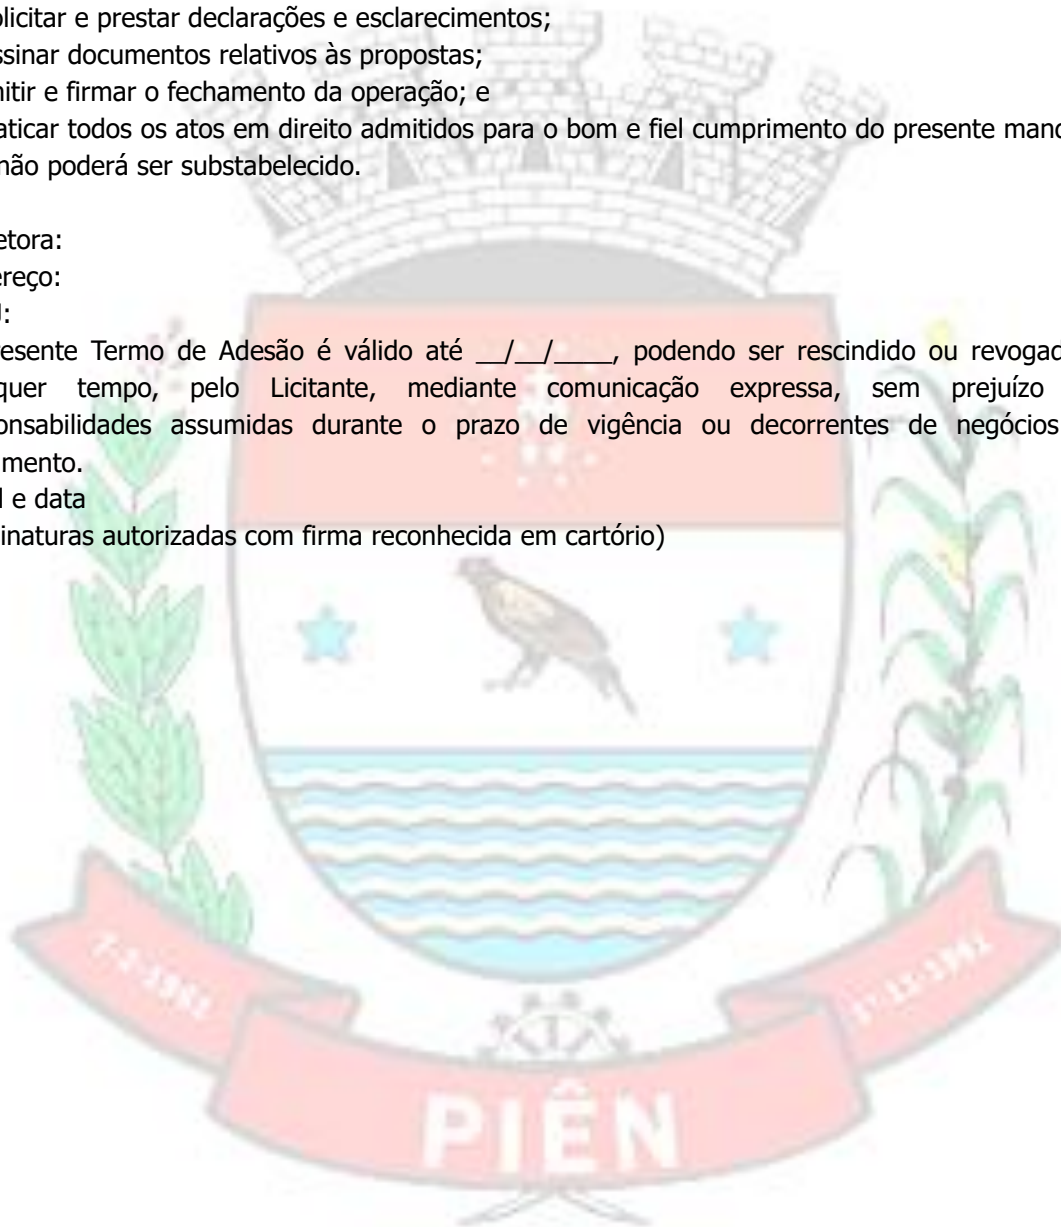 olicitar e prestar declarações e esclarecimentos;
ssinar documentos relativos às propostas;
nitir e firmar o fechamento da operação; e
aticar todos os atos em direito admitidos para o bom e fiel cumprimento do presente mand
não poderá ser substabelecido.
etora:
ereço:
J:
resente Termo de Adesão é válido até __/__/____, podendo ser rescindido ou revogad
quer tempo, pelo Licitante, mediante comunicação expressa, sem prejuízo
onsabilidades assumidas durante o prazo de vigência ou decorrentes de negócios
mento.
l e data
inaturas autorizadas com firma reconhecida em cartório)
PIÊN